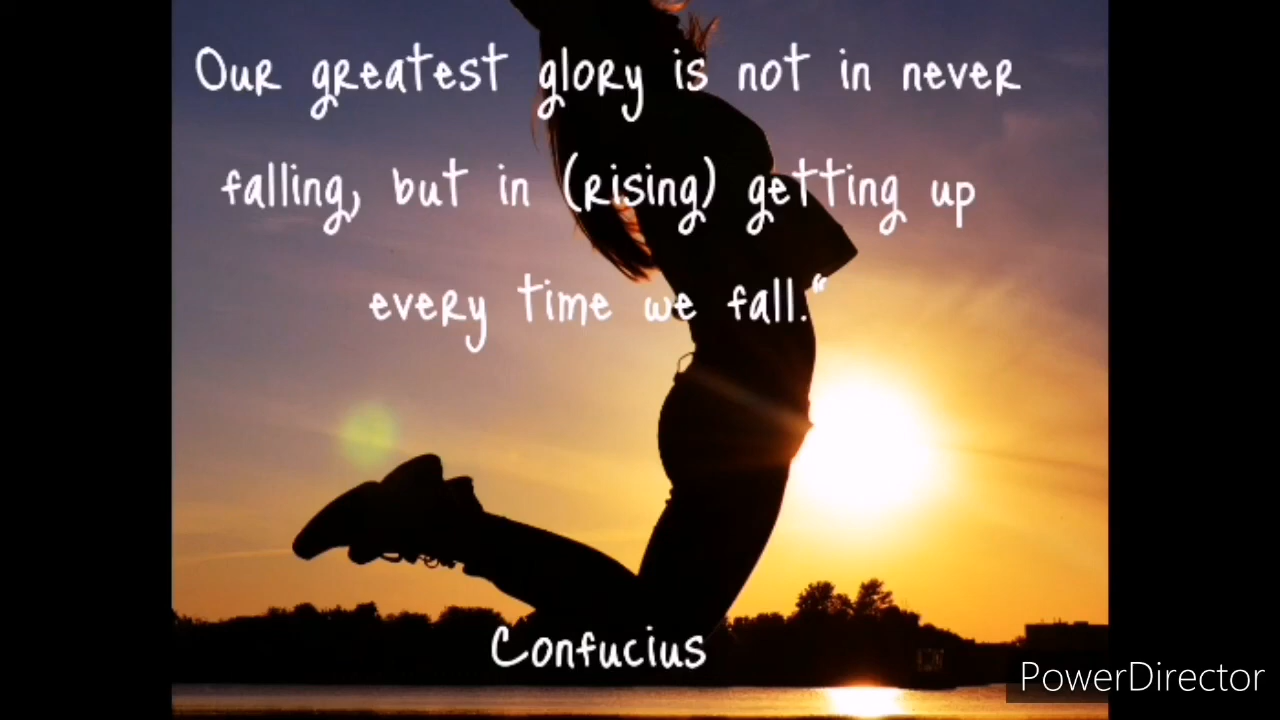 Our greatest glory is not in never
falling, but in (rising) getting up
every time we fall.“
Confucius
PowerDirector